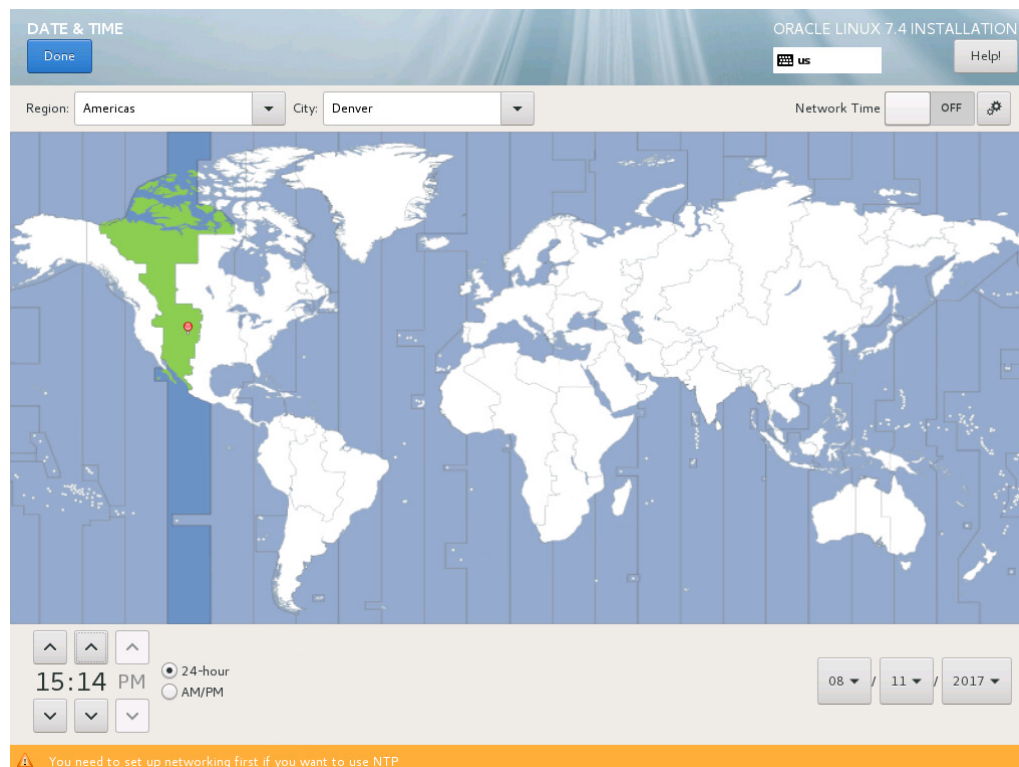 DATE & TIME
ORACLE LINUX 7.4 INSTALLATION
Done
us
Help!
Region: Americas City: Denver Network Time OFF
15:14 PM
24-hour
AM/PM
08 / 11 / 2017
You need to set up networking first if you want to use NTP